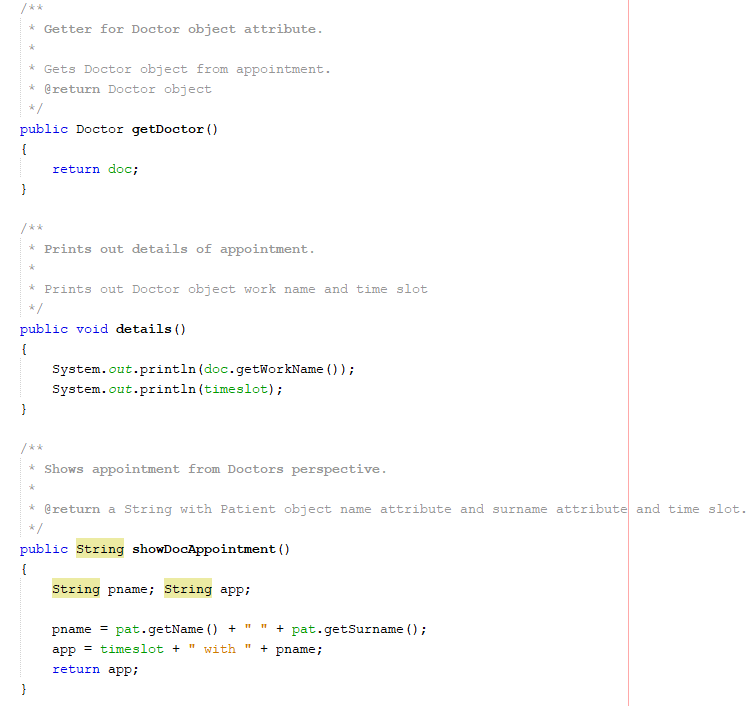 /**
 * Getter for Doctor object attribute.
 *
 * Gets Doctor object from appointment.
 * @return Doctor object
 */
public Doctor getDoctor()
{
    return doc;
}

/**
 * Prints out details of appointment.
 *
 * Prints out Doctor object work name and time slot
 */
public void details()
{
    System.out.println(doc.getWorkName());
    System.out.println(timeslot);
}

/**
 * Shows appointment from Doctors perspective.
 *
 * @return a String with Patient object name attribute and surname attribute and time slot.
 */
public String showDocAppointment()
{
    String pname; String app;

    pname = pat.getName() + " " + pat.getSurname();
    app = timeslot + " with " + pname;
    return app;
}